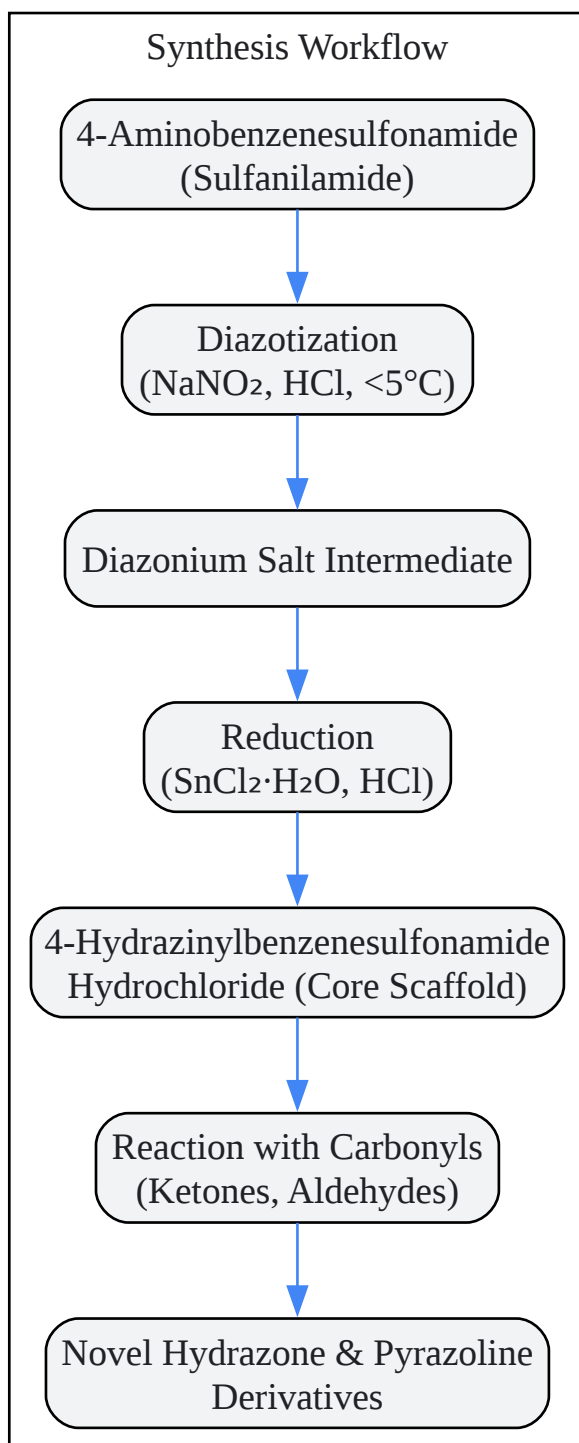 Synthesis Workflow
4-Aminobenzenesulfonamide
(Sulfanilamide)
Diazotization
(NaNO₂, HCl, <5°C)
Diazonium Salt Intermediate
Reduction
(SnCl₂·H₂O, HCl)
4-Hydrazinylbenzenesulfonamide
Hydrochloride (Core Scaffold)
Reaction with Carbonyls
(Ketones, Aldehydes)
Novel Hydrazone & Pyrazoline
Derivatives